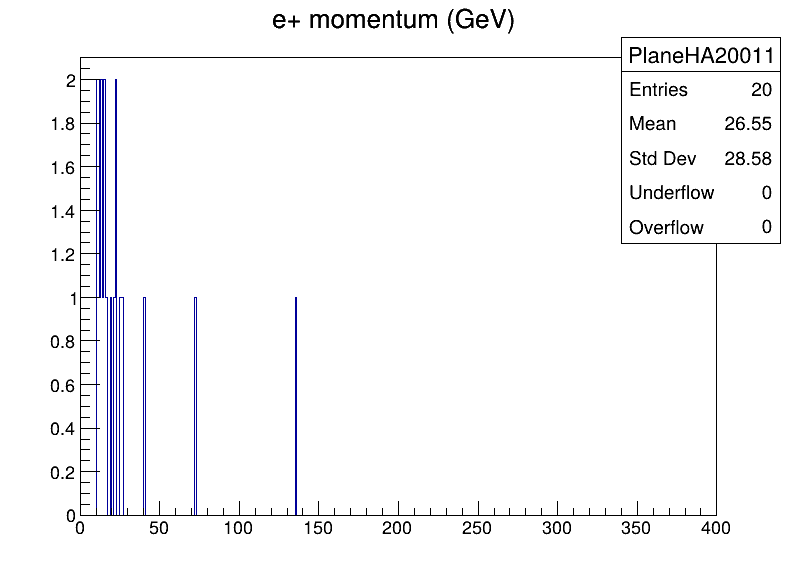 e+ momentum (GeV)
PlaneHA20011
Entries 20
Mean 26.55
Std Dev 28.58
Underflow 0
Overflow 0
2
1.8
1.6
1.4
1.2
1
0.8
0.6
0.4
0.2
0
0 50 100 150 200 250 300 350 400